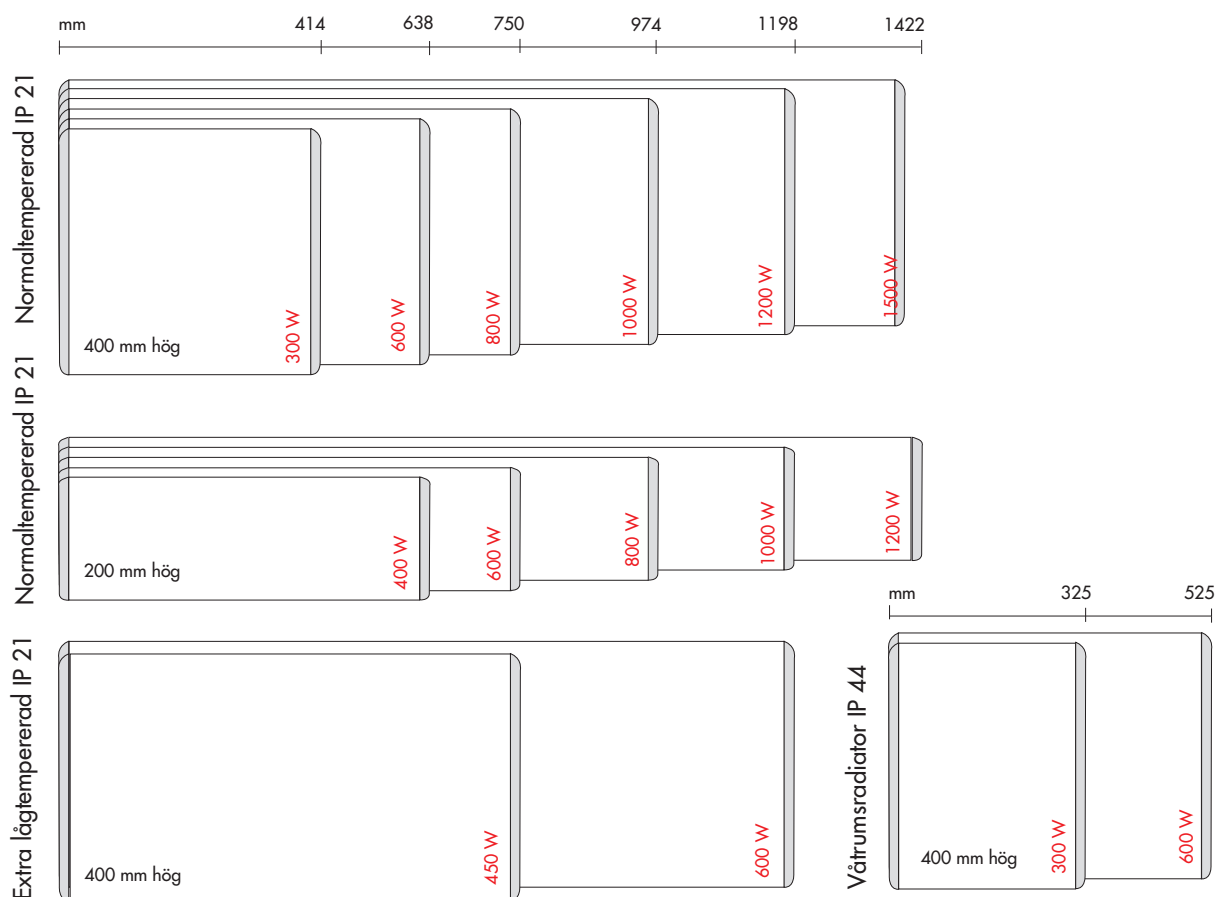 mm 414 638 750 974 1198 1422
Normaltempererad IP 21
400 mm hög
300 W
600 W
800 W
1000 W
1200 W
1500 W
Normaltempererad IP 21
200 mm hög
400 W
600 W
800 W
1000 W
1200 W
Extra lågtempererad IP 21
400 mm hög
450 W
600 W
mm 325 525
Våtrumsradiator IP 44
400 mm hög
300 W
600 W